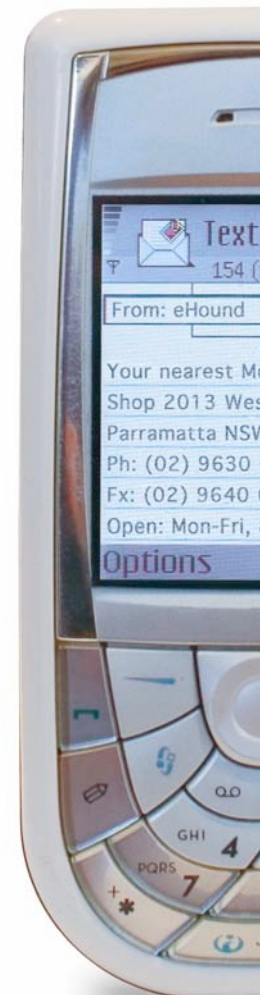 Text
154 (
From: eHound
Your nearest
Shop 2013
Parramatta NSW
Ph: (02) 9630
Fx: (02) 9640
Open: Mon-Fri,
Options
GHI 4
PQRS 7
+
*